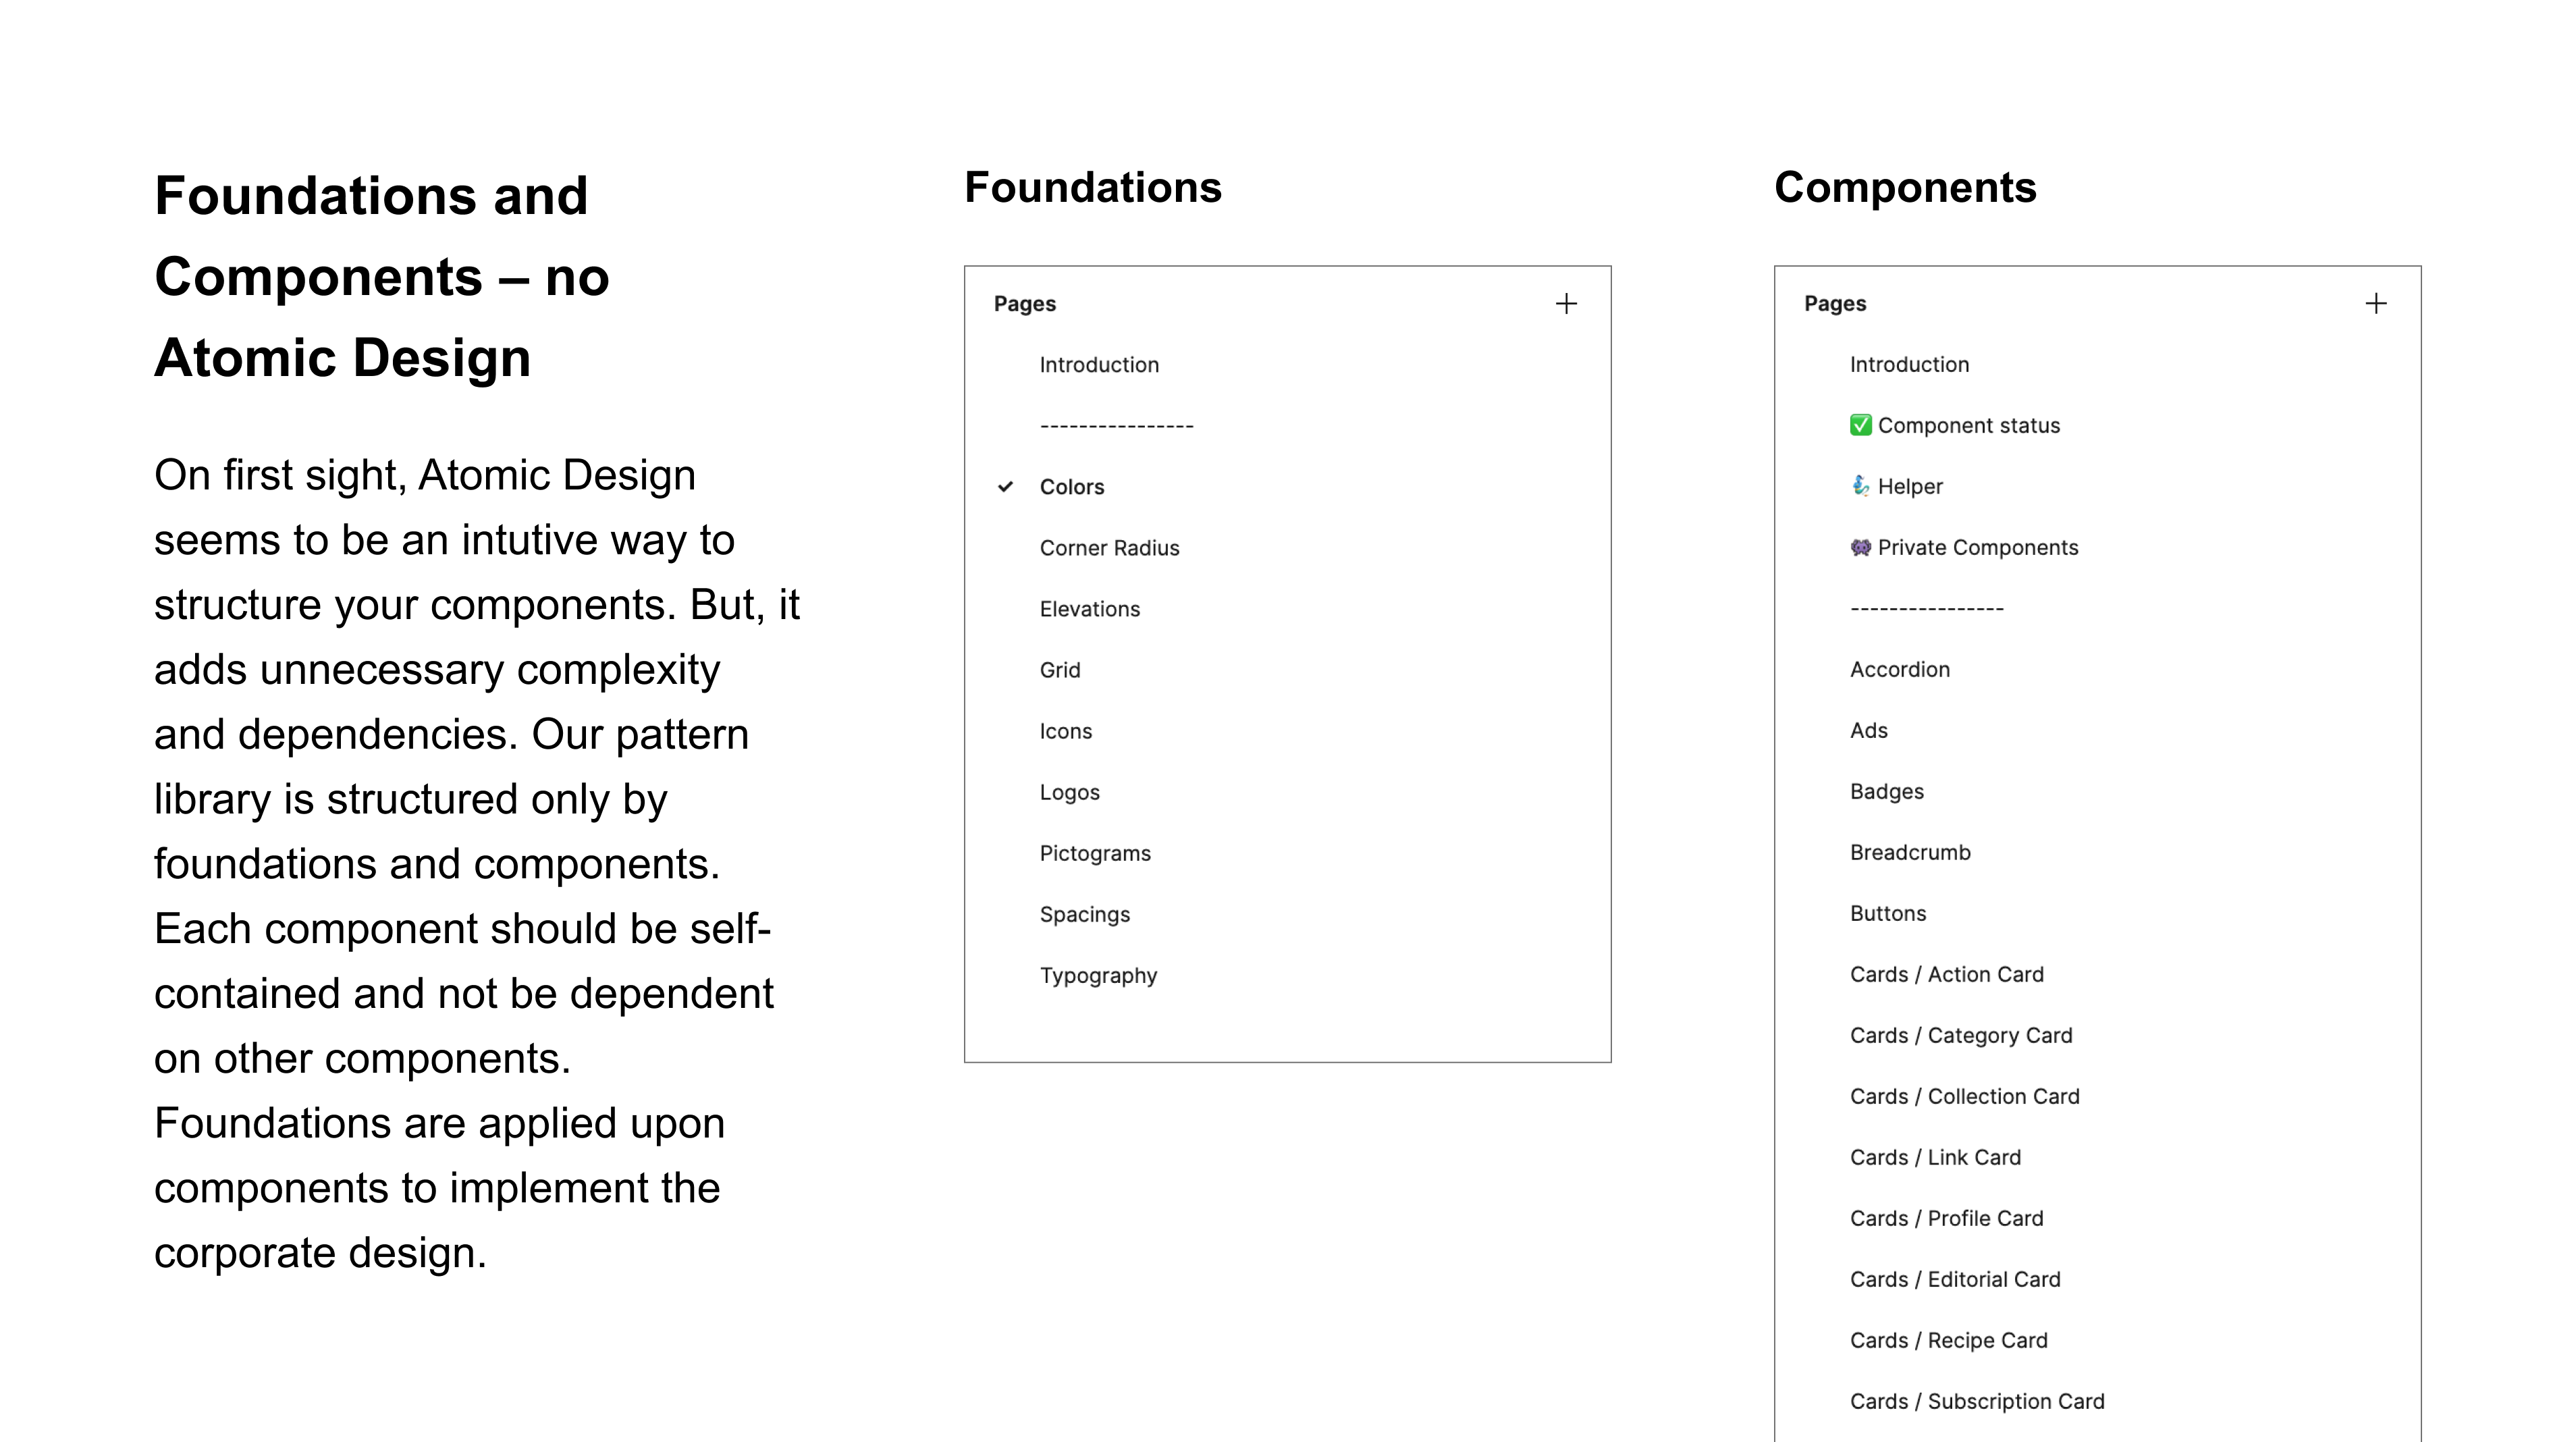 Foundations and
Components – no
Atomic Design
On first sight, Atomic Design
seems to be an intutive way to
structure your components. But, it
adds unnecessary complexity
and dependencies. Our pattern
library is structured only by
foundations and components.
Each component should be self-
contained and not be dependent
on other components.
Foundations are applied upon
components to implement the
corporate design.
Foundations
Pages
Introduction
----------------
Colors
Corner Radius
Elevations
Grid
Icons
Logos
Pictograms
Spacings
Typography
Components
Pages
Introduction
✅ Component status
🧞‍♂️ Helper
👾 Private Components
----------------
Accordion
Ads
Badges
Breadcrumb
Buttons
Cards / Action Card
Cards / Category Card
Cards / Collection Card
Cards / Link Card
Cards / Profile Card
Cards / Editorial Card
Cards / Recipe Card
Cards / Subscription Card